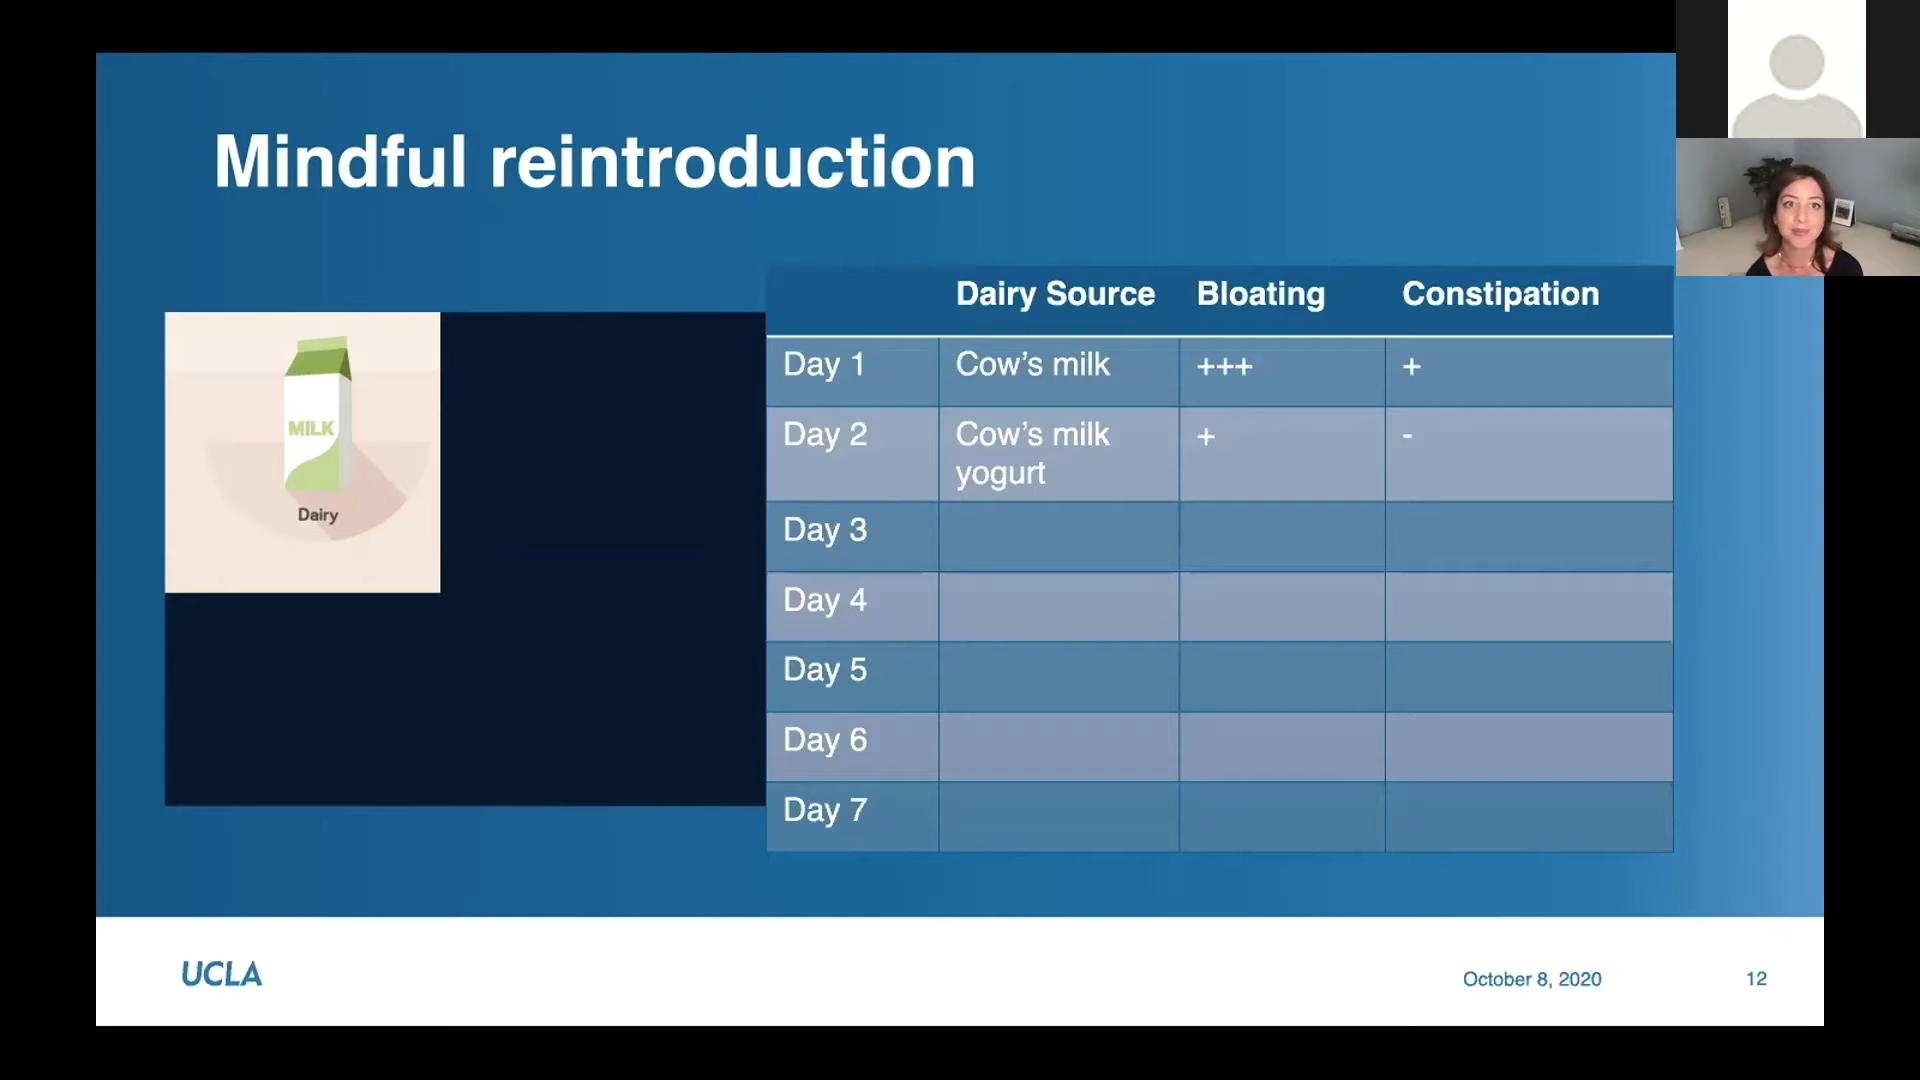 Mindful reintroduction
MILK
Dairy
Dairy Source Bloating Constipation
Day 1 Cow’s milk +++ +
Day 2 Cow’s milk yogurt + -
Day 3
Day 4
Day 5
Day 6
Day 7
UCLA
October 8, 2020
12